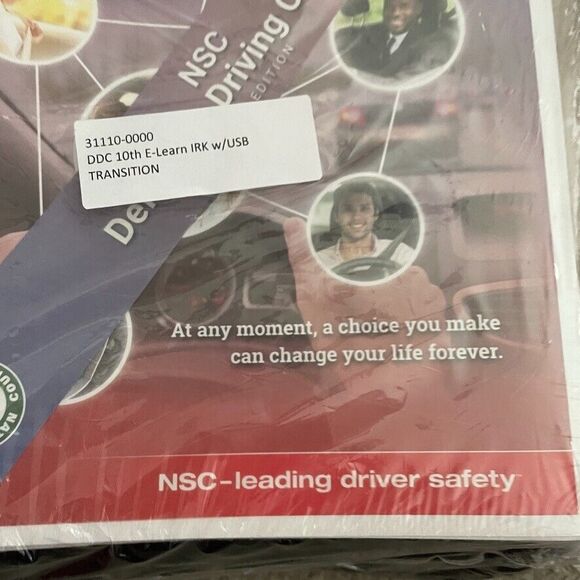 NSC
Driving
EDITION
31110-0000
DDC 10th E-Learn IRK w/USB
TRANSITION
At any moment, a choice you make
can change your life forever.
NSC–leading driver safety